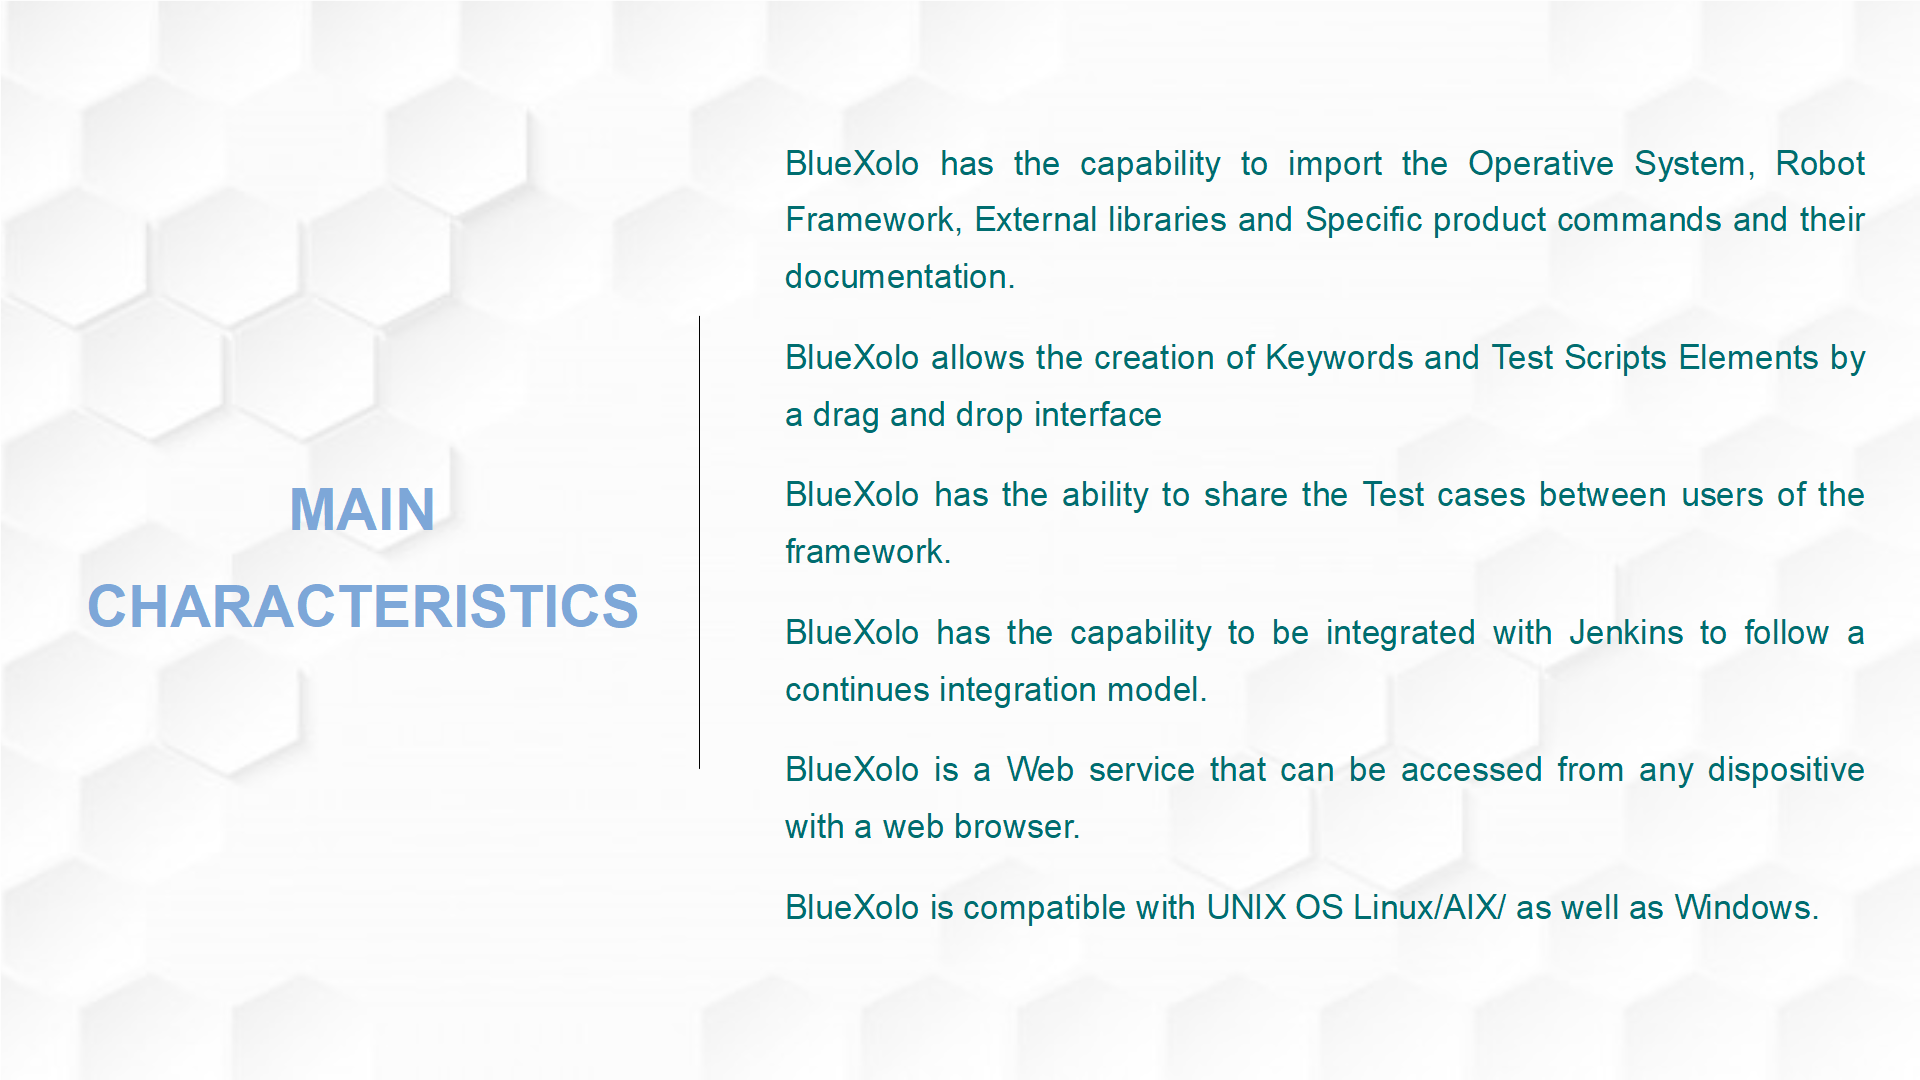 MAIN
CHARACTERISTICS
BlueXolo has the capability to import the Operative System, Robot
Framework, External libraries and Specific product commands and their
documentation.
BlueXolo allows the creation of Keywords and Test Scripts Elements by
a drag and drop interface
BlueXolo has the ability to share the Test cases between users of the
framework.
BlueXolo has the capability to be integrated with Jenkins to follow a
continues integration model.
BlueXolo is a Web service that can be accessed from any dispositive
with a web browser.
BlueXolo is compatible with UNIX OS Linux/AIX/ as well as Windows.